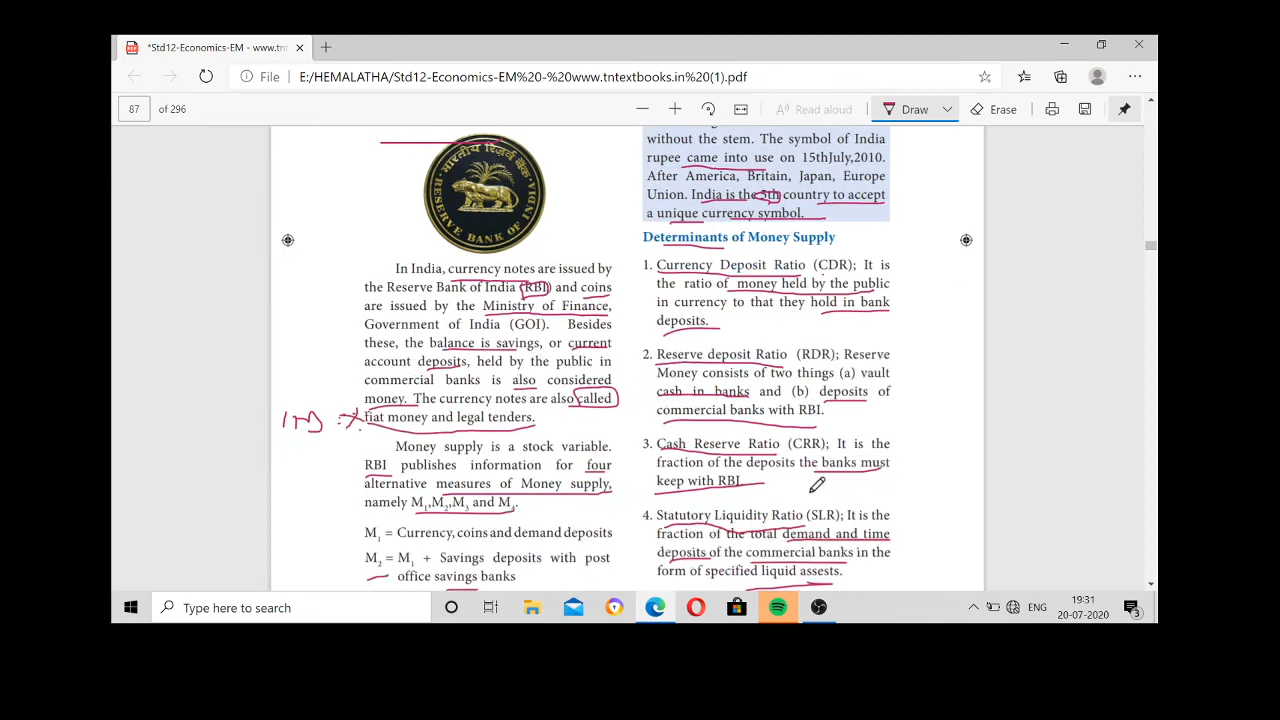 *Std12-Economics-EM - www.tnt
File
E:/HEMALATHA/Std12-Economics-EM%20-%20www.tntextbooks.in%20(1).pdf
87
of 296
Read aloud
Draw
Erase
भारतीय रिज़र्व बैंक
RESERVE BANK OF INDIA
In India, currency notes are issued by
the Reserve Bank of India (RBI) and coins
are issued by the Ministry of Finance,
Government of India (GOI). Besides
these, the balance is savings, or current
account deposits, held by the public in
commercial banks is also considered
money. The currency notes are also called
fiat money and legal tenders.
Money supply is a stock variable.
RBI publishes information for four
alternative measures of Money supply,
namely M1,M2,M3 and M4.
M1 = Currency, coins and demand deposits
M2 = M1 + Savings deposits with post
office savings banks
without the stem. The symbol of India
rupee came into use on 15thJuly,2010.
After America, Britain, Japan, Europe
Union. India is the 5th country to accept
a unique currency symbol.
Determinants of Money Supply
1. Currency Deposit Ratio (CDR); It is
the ratio of money held by the public
in currency to that they hold in bank
deposits.
2. Reserve deposit Ratio (RDR); Reserve
Money consists of two things (a) vault
cash in banks and (b) deposits of
commercial banks with RBI.
3. Cash Reserve Ratio (CRR); It is the
fraction of the deposits the banks must
keep with RBI.
4. Statutory Liquidity Ratio (SLR); It is the
fraction of the total demand and time
deposits of the commercial banks in the
form of specified liquid assests.
Type here to search
ENG
19:31
20-07-2020
3